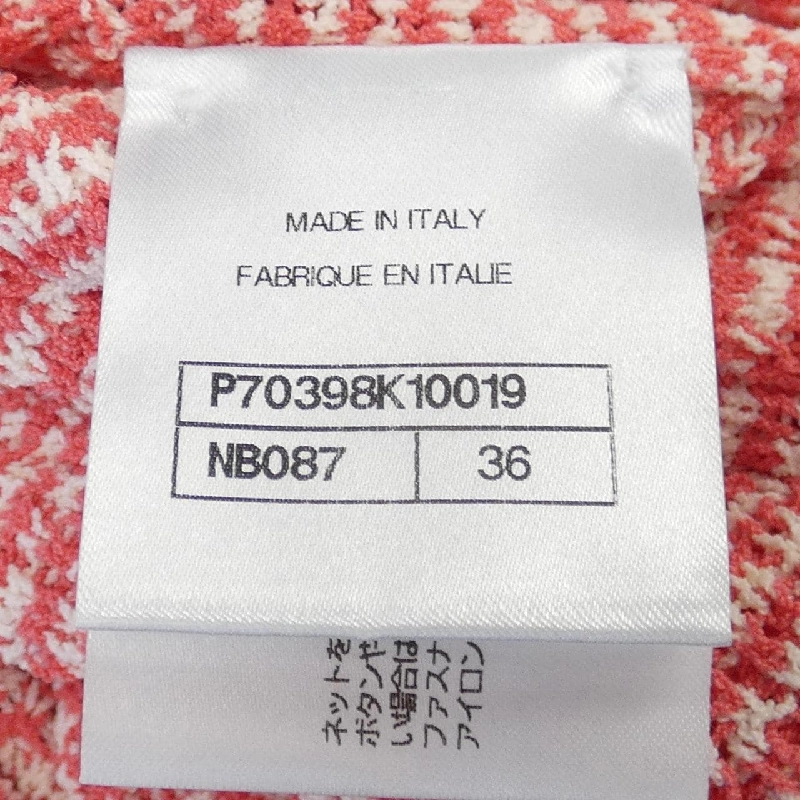 MADE IN ITALY
FABRIQUE EN ITALIE
P70398K10019
NB087 36
ネットを
ボタンや
い場合は
ファスナ
アイロン